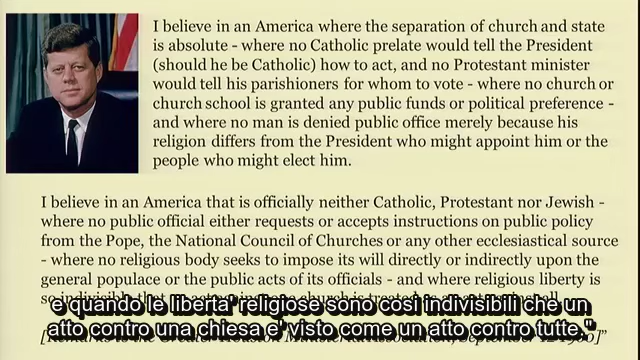 I believe in an America where the separation of church and state
is absolute - where no Catholic prelate would tell the President
(should he be Catholic) how to act, and no Protestant minister
would tell his parishioners for whom to vote - where no church or
church school is granted any public funds or political preference -
and where no man is denied public office merely because his
religion differs from the President who might appoint him or the
people who might elect him.
I believe in an America that is officially neither Catholic, Protestant nor Jewish -
where no public official either requests or accepts instructions on public policy
from the Pope, the National Council of Churches or any other ecclesiastical source
- where no religious body seeks to impose its will directly or indirectly upon the
general populace or the public acts of its officials - and where religious liberty is
so indivisible that
e quando le liberta' religiose sono così indivisibili che un
atto contro una chiesa e' visto come un atto contro tutte."